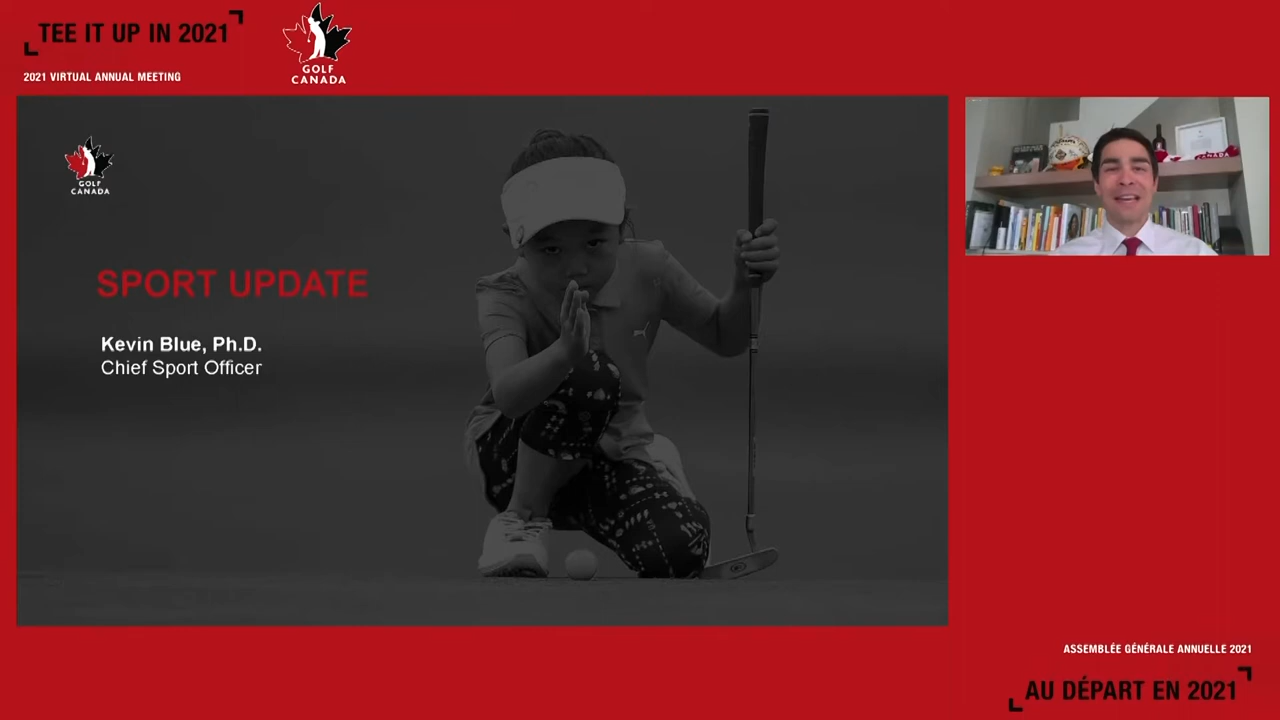 TEE IT UP IN 2021
2021 VIRTUAL ANNUAL MEETING
GOLF
CANADA
GOLF
CANADA
SPORT UPDATE
Kevin Blue, Ph.D.
Chief Sport Officer
CANADA
ASSEMBLÉE GÉNÉRALE ANNUELLE 2021
AU DÉPART EN 2021